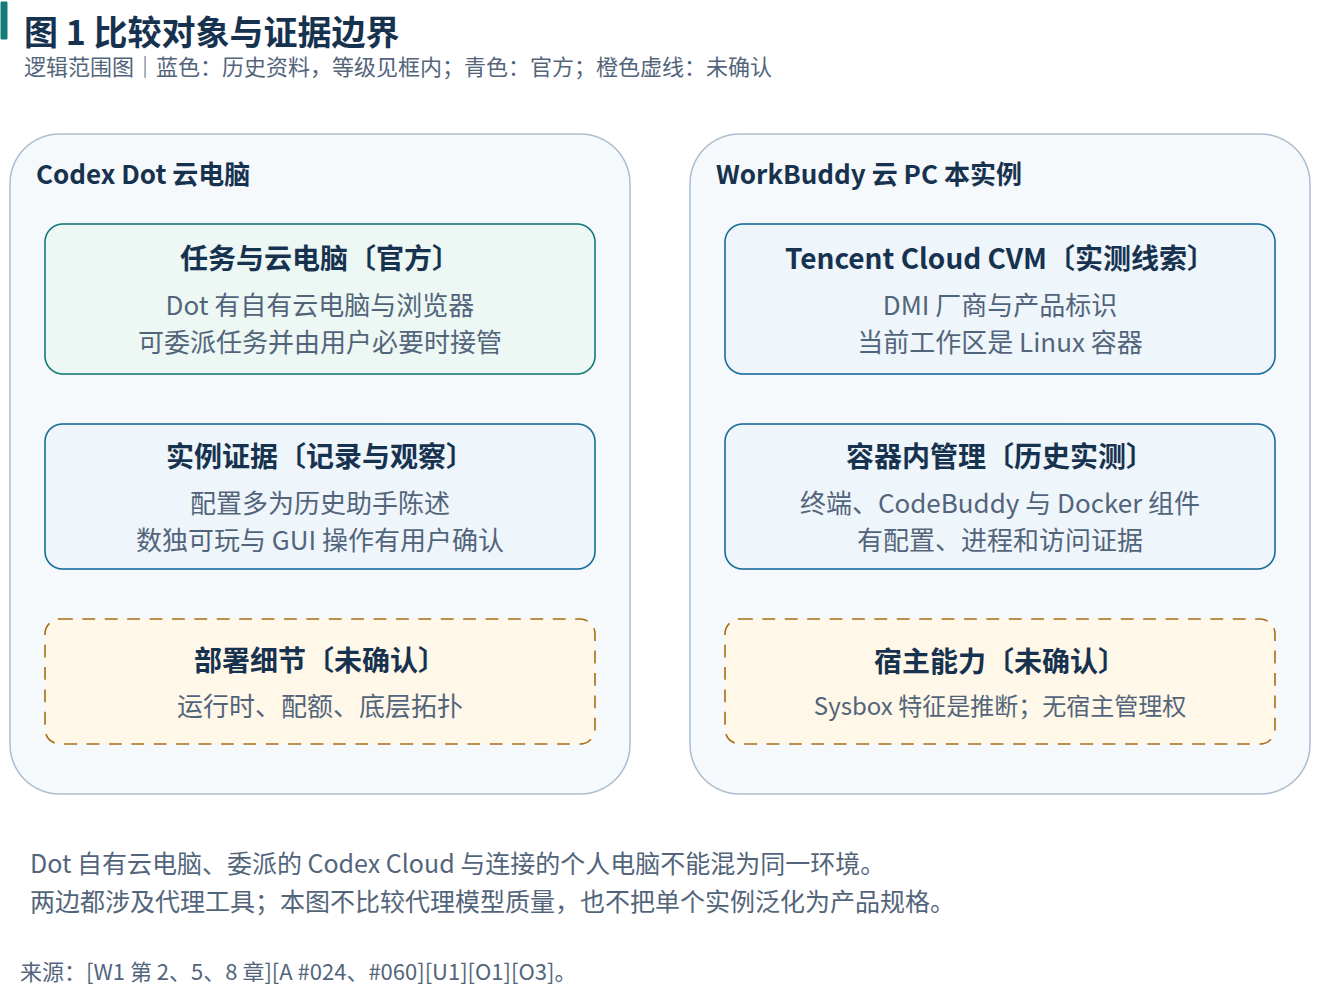 图 1 比较对象与证据边界
逻辑范围图｜蓝色：历史资料，等级见框内；青色：官方；橙色虚线：未确认
Codex Dot 云电脑
任务与云电脑〔官方〕
Dot 有自有云电脑与浏览器
可委派任务并由用户必要时接管
实例证据〔记录与观察〕
配置多为历史助手陈述
数独可玩与 GUI 操作有用户确认
部署细节〔未确认〕
运行时、配额、底层拓扑
WorkBuddy 云 PC 本实例
Tencent Cloud CVM〔实测线索〕
DMI 厂商与产品标识
当前工作区是 Linux 容器
容器内管理〔历史实测〕
终端、CodeBuddy 与 Docker 组件
有配置、进程和访问证据
宿主能力〔未确认〕
Sysbox 特征是推断；无宿主管理权
Dot 自有云电脑、委派的 Codex Cloud 与连接的个人电脑不能混为同一环境。
两边都涉及代理工具；本图不比较代理模型质量，也不把单个实例泛化为产品规格。
来源：[W1 第 2、5、8 章][A #024、#060][U1][O1][O3]。